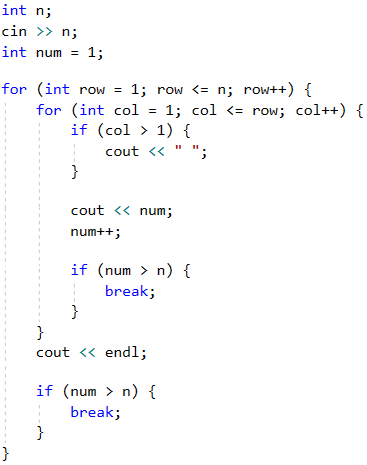 int n;
cin >> n;
int num = 1;

for (int row = 1; row <= n; row++) {
    for (int col = 1; col <= row; col++) {
        if (col > 1) {
            cout << " ";
        }

        cout << num;
        num++;

        if (num > n) {
            break;
        }
    }
    cout << endl;

    if (num > n) {
        break;
    }
}